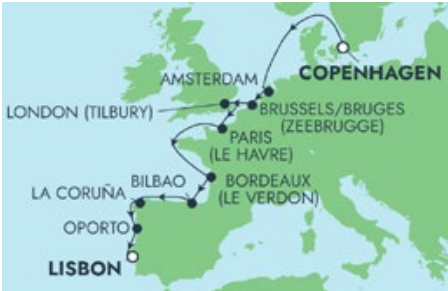 COPENHAGEN
AMSTERDAM
LONDON (TILBURY)
BRUSSELS/BRUGES
(ZEEBRUGGE)
PARIS
(LE HAVRE)
BORDEAUX
(LE VERDON)
BILBAO
LA CORUÑA
OPORTO
LISBON